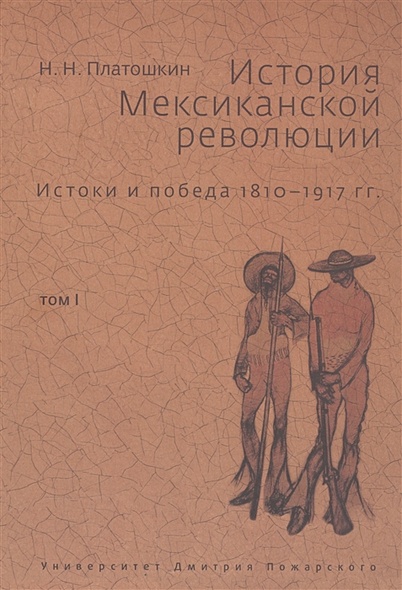 Н. Н. Платошкин
История
Мексиканской
революции
Истоки и победа 1810–1917 гг.
том I
Университет Дмитрия Пожарского